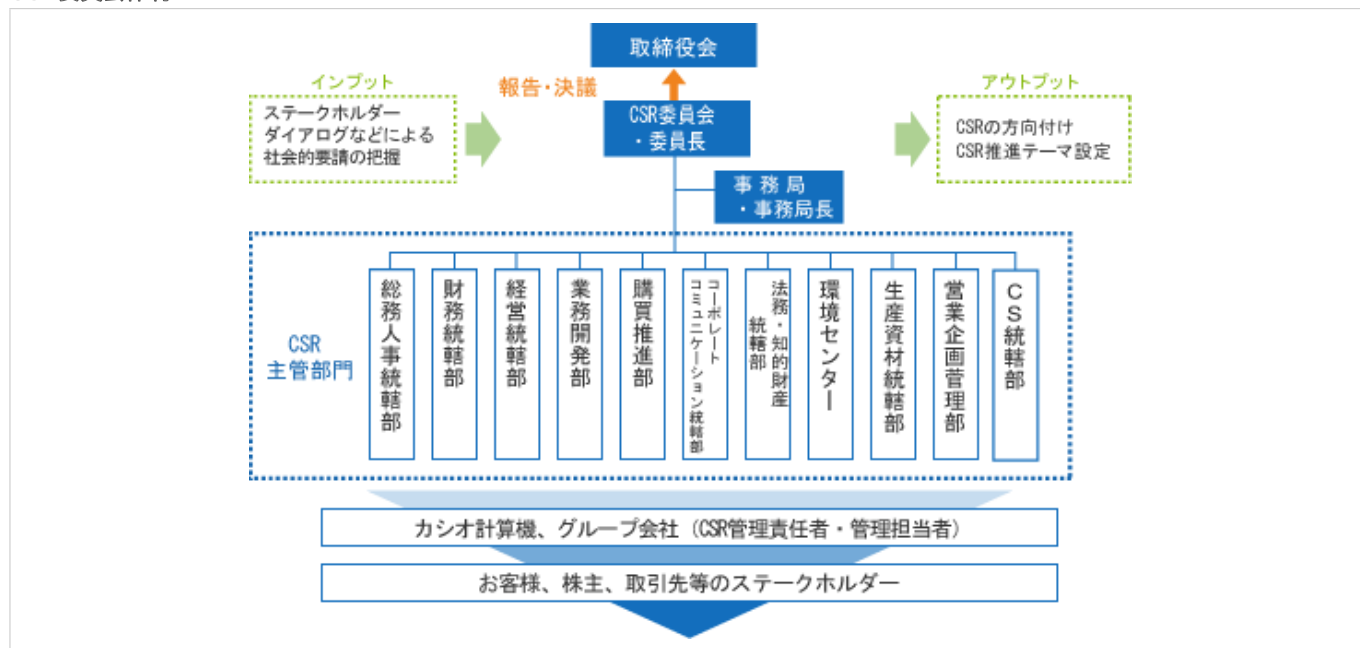 取締役会
インプット
報告・決議
アウトプット
ステークホルダー
ダイアログなどによる
社会的要請の把握
CSR委員会
・委員長
CSRの方向付け
CSR推進テーマ設定
事務局
・事務局長
CSR
主管部門
総務人事統轄部
財務統轄部
経営統轄部
業務開発部
購買推進部
コーポレート
コミュニケーション統轄部
法務・知的財産
統轄部
環境センター
生産資材統轄部
営業企画管理部
CS統轄部
カシオ計算機、グループ会社（CSR管理責任者・管理担当者）
お客様、株主、取引先等のステークホルダー